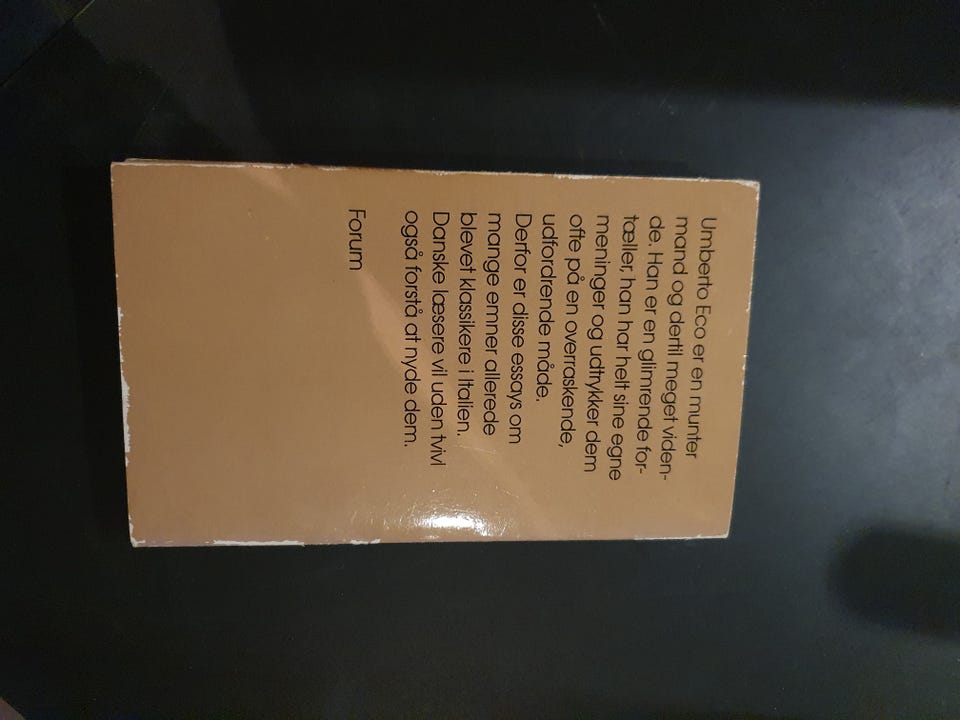 Umberto Eco er en munter
mand og dertil meget viden-
de. Han er en glimrende for-
tæller, han har helt sine egne
meninger og udtrykker dem
ofte på en overraskende,
udfordrende måde.
Derfor er disse essays om
mange emner allerede
blevet klassikere i Italien.
Danske læsere vil uden tvivl
også forstå at nyde dem.
Forum